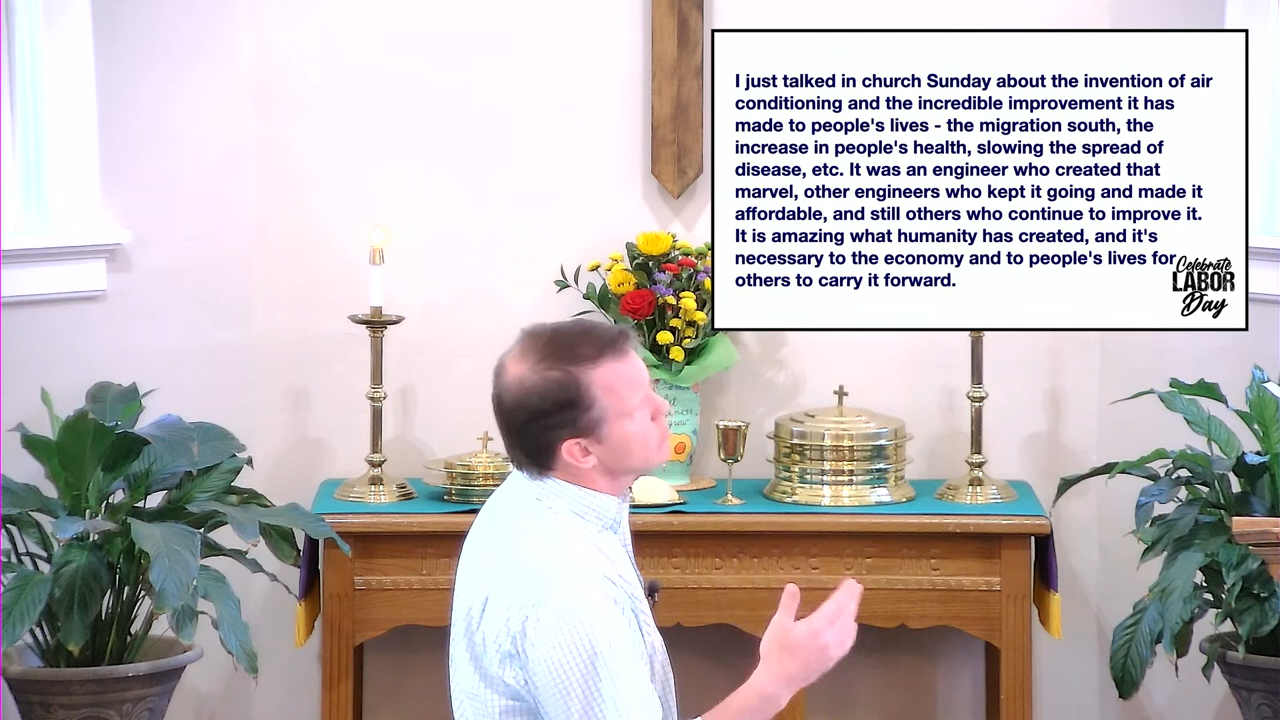 I just talked in church Sunday about the invention of air
conditioning and the incredible improvement it has
made to people's lives - the migration south, the
increase in people's health, slowing the spread of
disease, etc. It was an engineer who created that
marvel, other engineers who kept it going and made it
affordable, and still others who continue to improve it.
It is amazing what humanity has created, and it's
necessary to the economy and to people's lives for
others to carry it forward.
Celebrate
LABOR
Day
grow
REMEMBRANCE OF ME